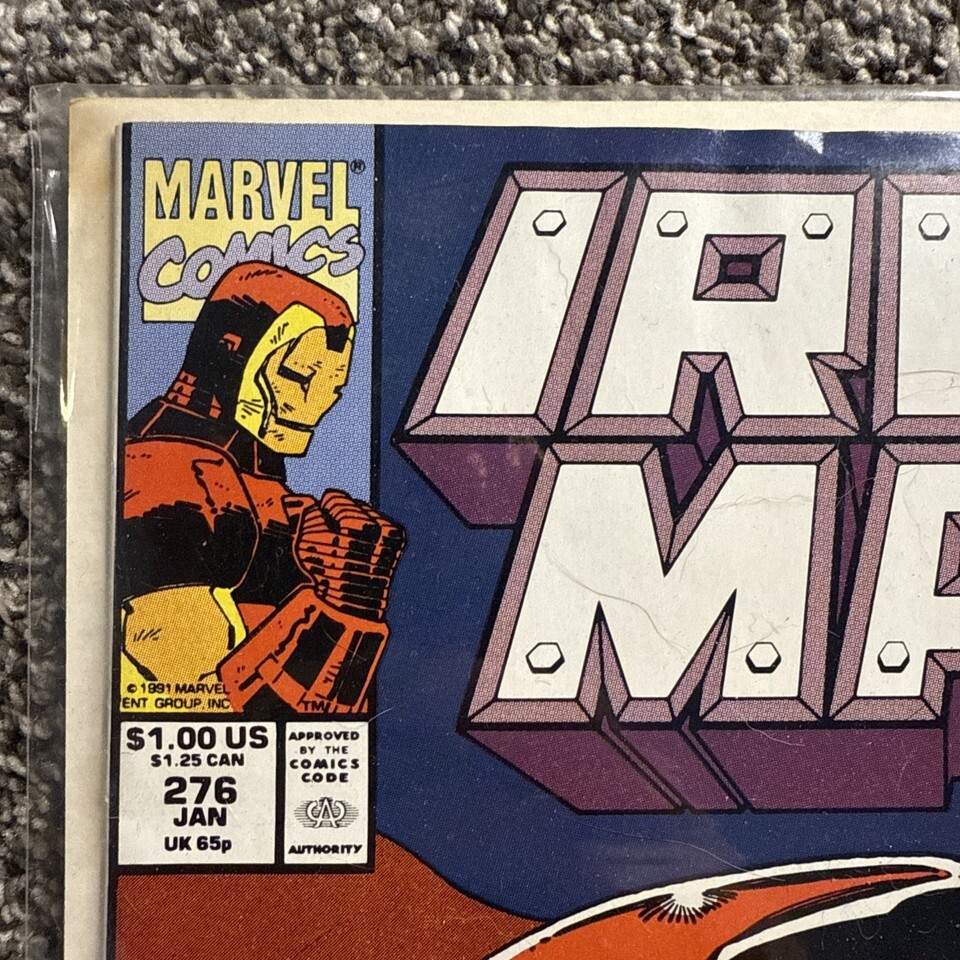 MARVEL®
COMICS
IR
MA
© 1991 MARVEL
ENT GROUP, INC
TM
$1.00 US
$1.25 CAN
276
JAN
UK 65p
APPROVED
BY THE
COMICS
CODE
CA
AUTHORITY